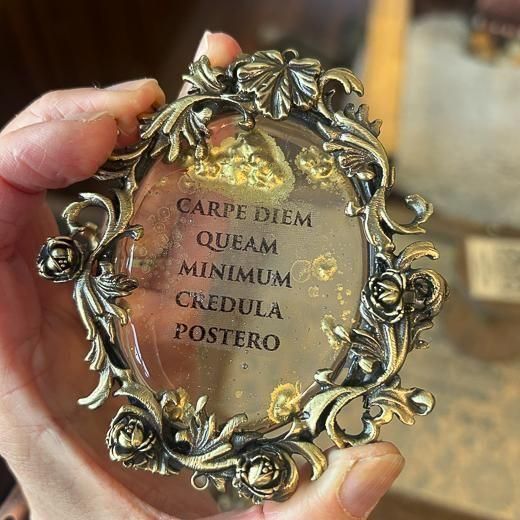 CARPE DIEM
QUEAM
MINIMUM
CREDULA
POSTERO